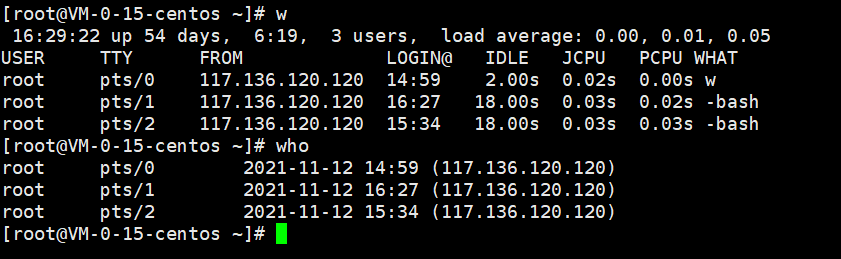 [root@VM-0-15-centos ~]# w
 16:29:22 up 54 days,  6:19,  3 users,  load average: 0.00, 0.01, 0.05
USER     TTY      FROM             LOGIN@   IDLE   JCPU   PCPU WHAT
root     pts/0    117.136.120.120  14:59    2.00s  0.02s  0.00s w
root     pts/1    117.136.120.120  16:27   18.00s  0.03s  0.02s -bash
root     pts/2    117.136.120.120  15:34   18.00s  0.03s  0.03s -bash
[root@VM-0-15-centos ~]# who
root     pts/0        2021-11-12 14:59 (117.136.120.120)
root     pts/1        2021-11-12 16:27 (117.136.120.120)
root     pts/2        2021-11-12 15:34 (117.136.120.120)
[root@VM-0-15-centos ~]#